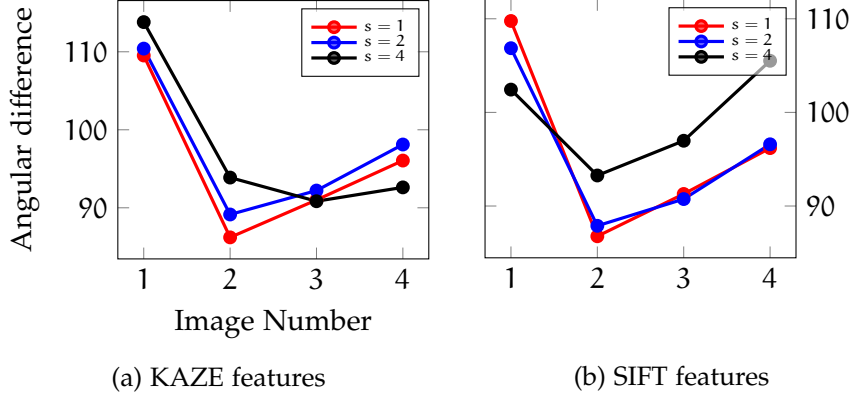 Angular difference
110
100
90
s = 1
s = 2
s = 4
1 2 3 4
Image Number
(a) KAZE features
s = 1
s = 2
s = 4
110
100
90
1 2 3 4
(b) SIFT features